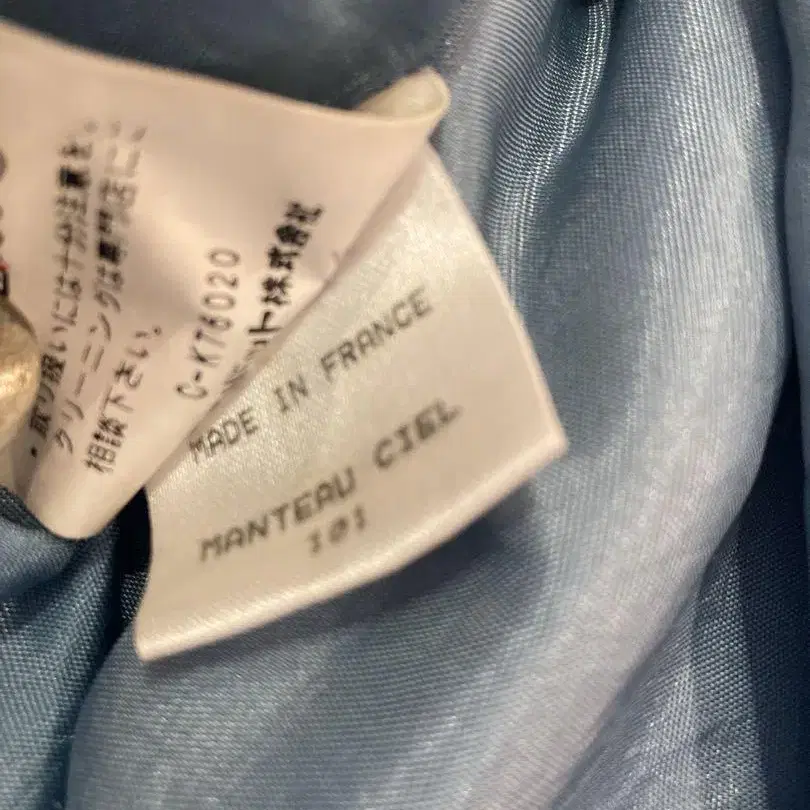 ・取り扱いには十分注意を、
クリーニングは専門店に、
相談下さい。
C-K76020
ット株式会社
MADE IN FRANCE
MANTEAU CIEL
101